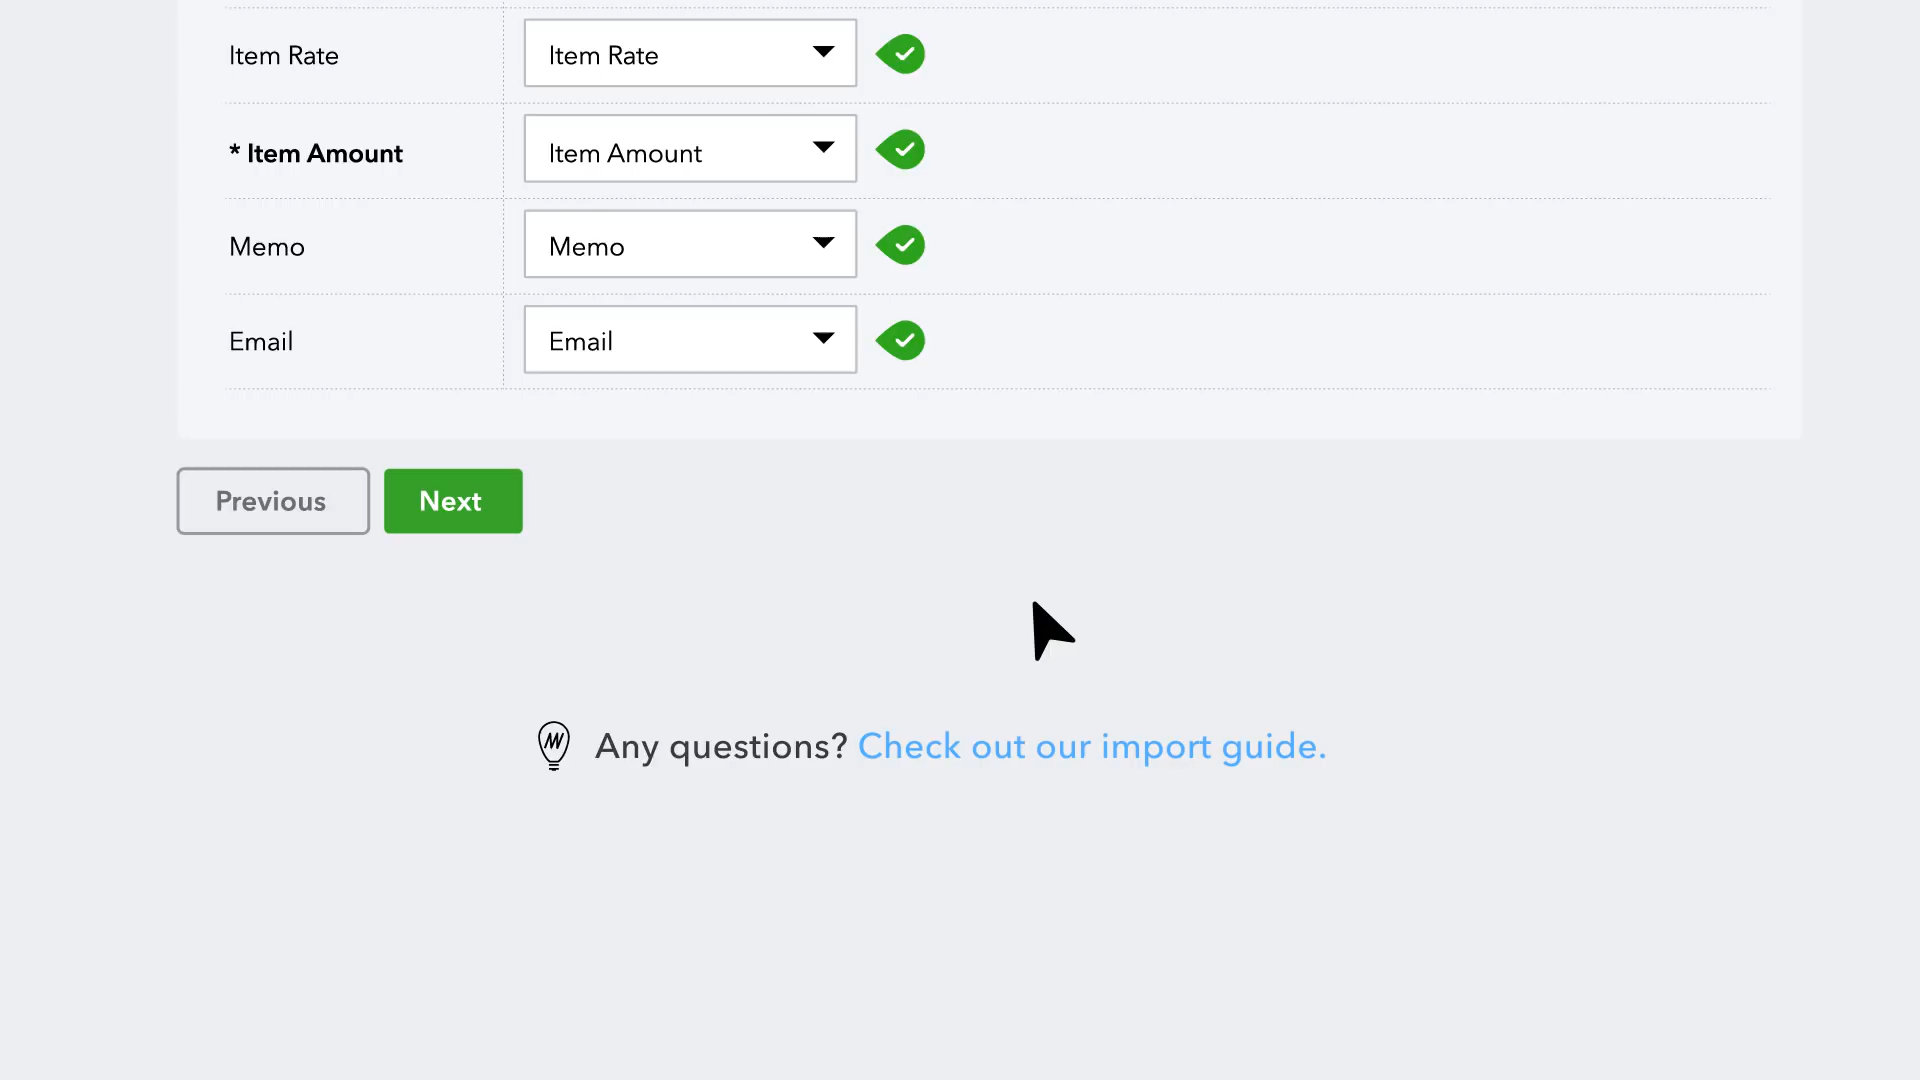 Item Rate Item Rate
* Item Amount Item Amount
Memo Memo
Email Email
Previous Next
Any questions? Check out our import guide.